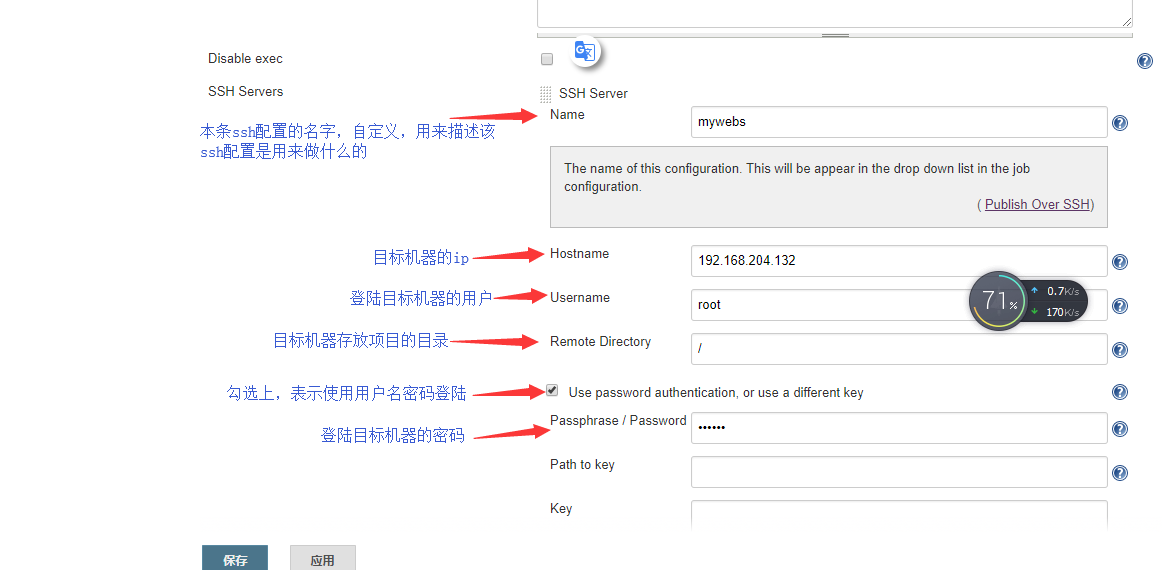 Disable exec
SSH Servers
SSH Server
Name
mywebs
本条ssh配置的名字，自定义，用来描述该
ssh配置是用来做什么的
The name of this configuration. This will be appear in the drop down list in the job
configuration.
( Publish Over SSH)
目标机器的ip
Hostname
192.168.204.132
登陆目标机器的用户
Username
root
71%
0.7K/s
170K/s
目标机器存放项目的目录
Remote Directory
/
勾选上，表示使用用户名密码登陆
Use password authentication, or use a different key
登陆目标机器的密码
Passphrase / Password
••••••
Path to key
Key
保存
应用